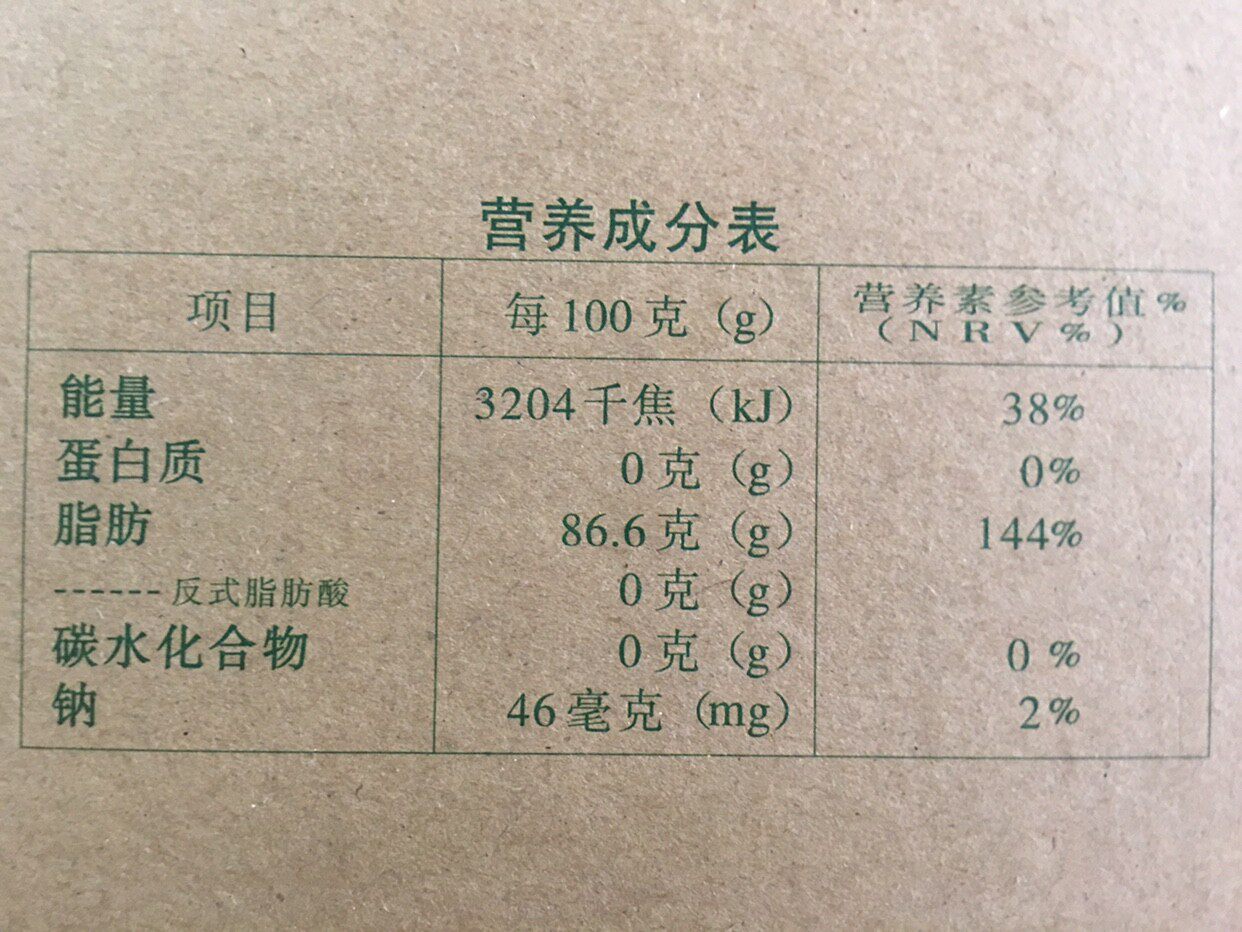 营养成分表
项目 每100克(g) 营养素参考值%
(NRV%)
能量 3204千焦(kJ) 38%
蛋白质 0克(g) 0%
脂肪 86.6克(g) 144%
------反式脂肪酸 0克(g)
碳水化合物 0克(g) 0%
钠 46毫克(mg) 2%